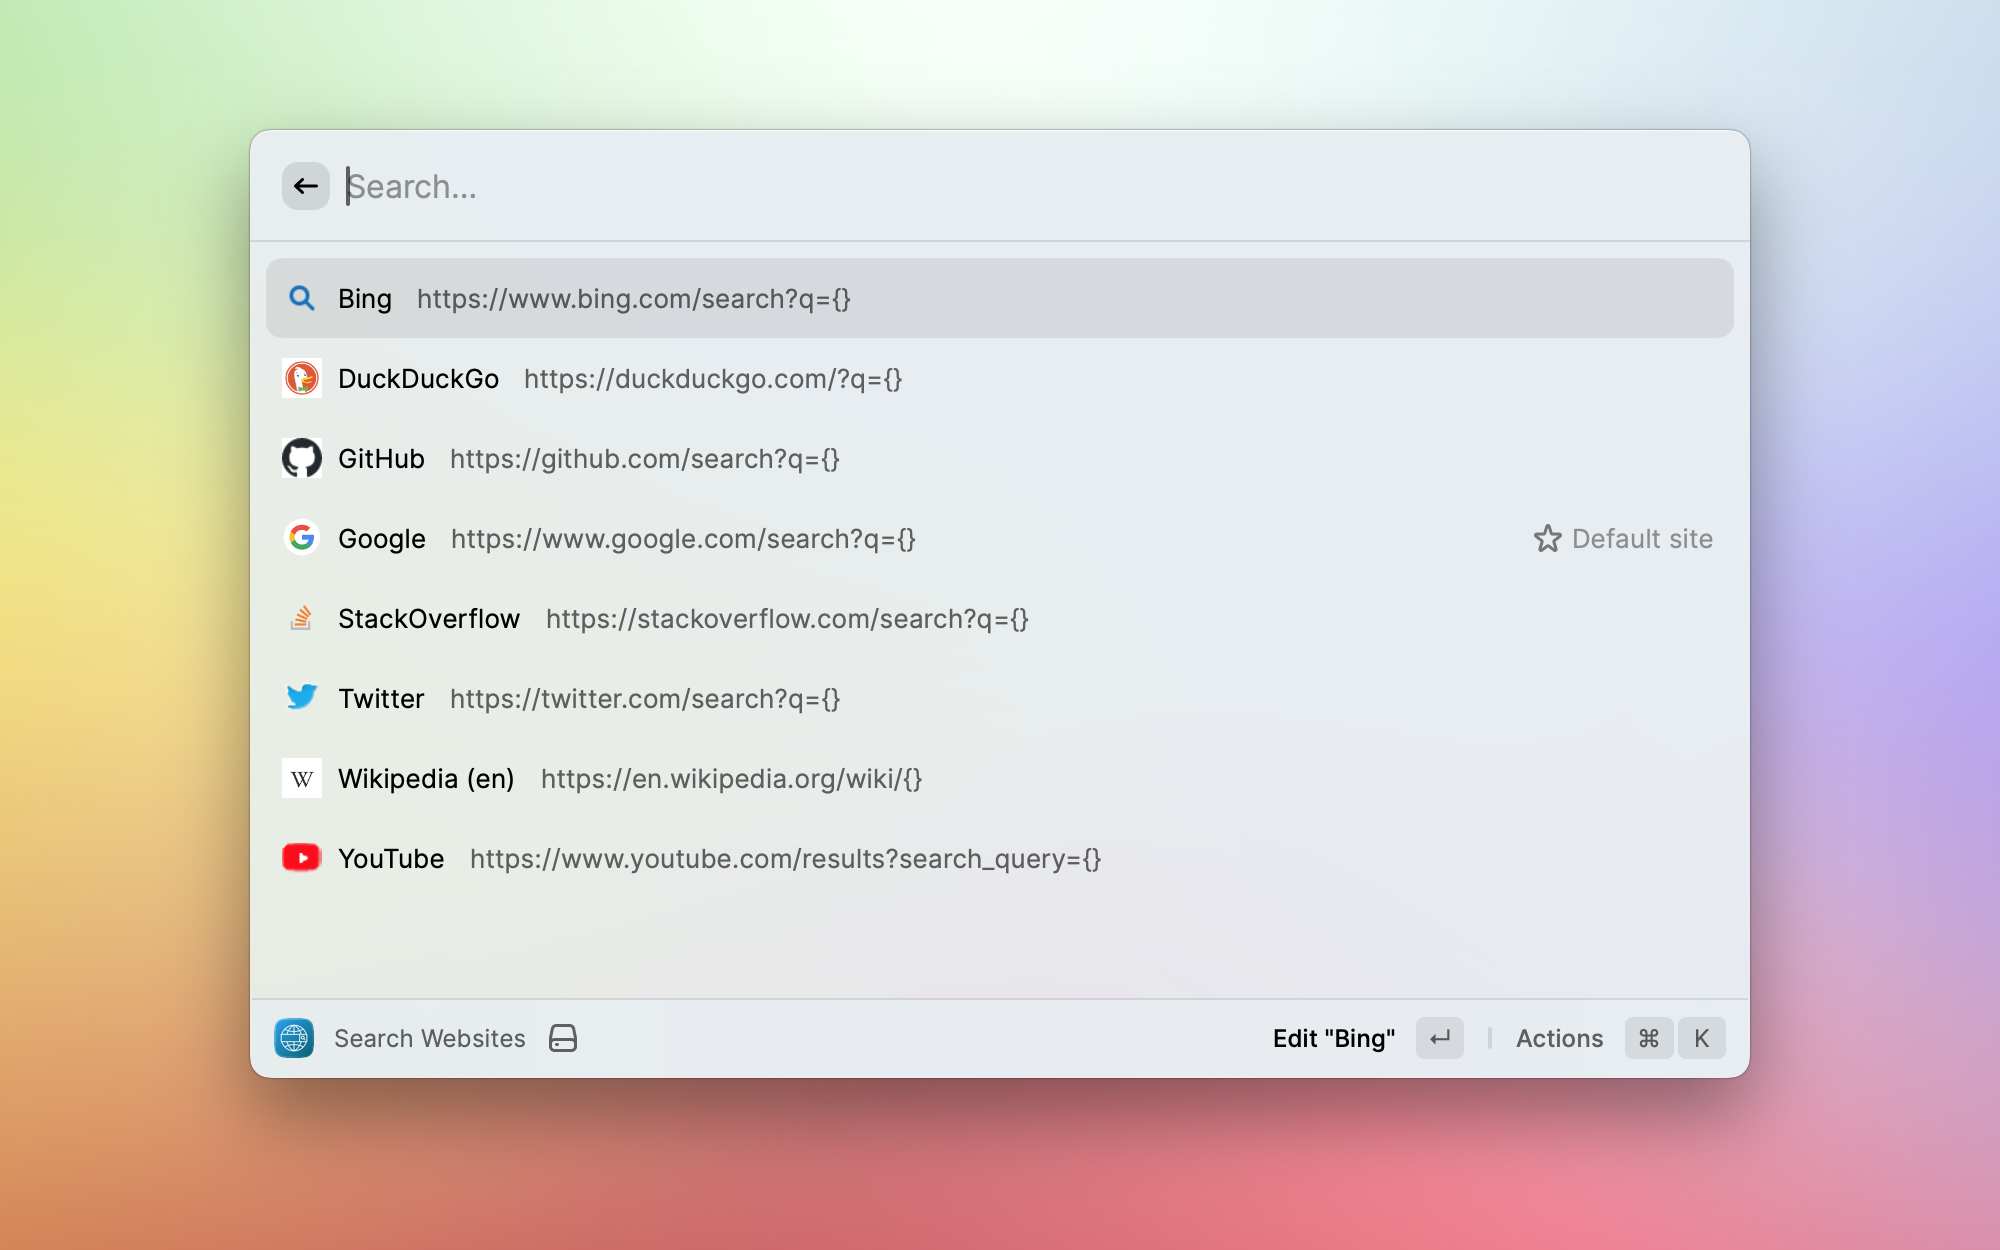 Search...
Bing https://www.bing.com/search?q={}
DuckDuckGo https://duckduckgo.com/?q={}
GitHub https://github.com/search?q={}
Google https://www.google.com/search?q={} Default site
StackOverflow https://stackoverflow.com/search?q={}
Twitter https://twitter.com/search?q={}
W Wikipedia (en) https://en.wikipedia.org/wiki/{}
YouTube https://www.youtube.com/results?search_query={}
Search Websites Edit "Bing" ↵ Actions ⌘ K